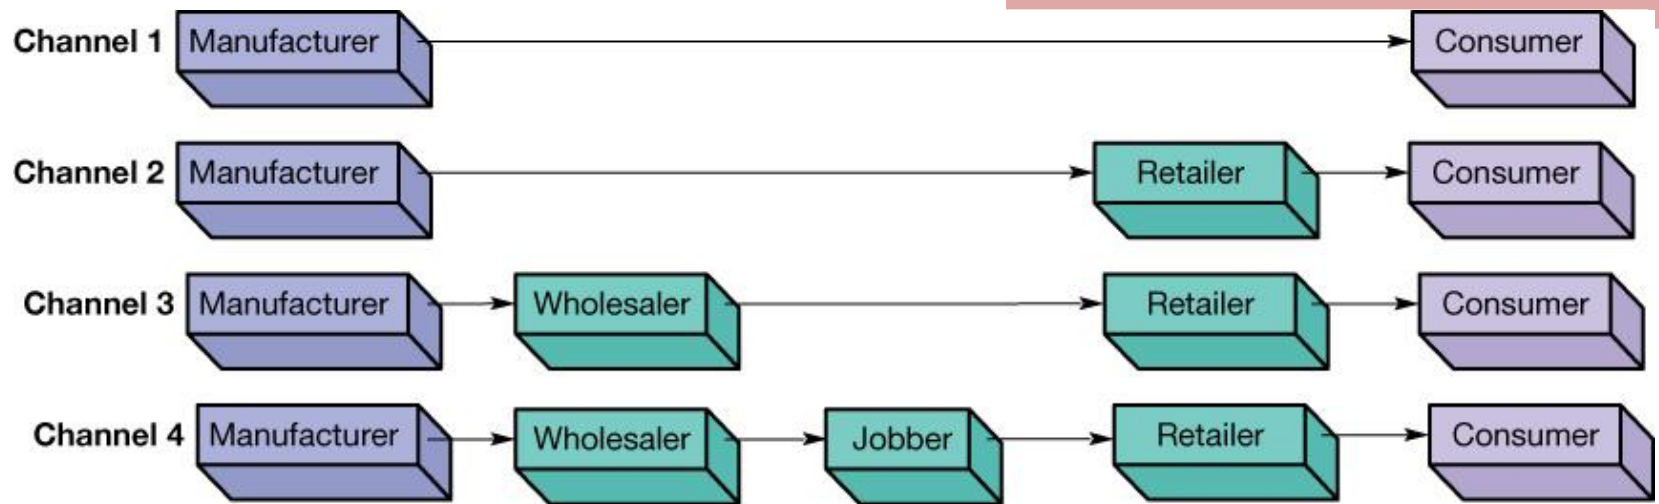 Channel 1 Manufacturer Consumer
Channel 2 Manufacturer Retailer Consumer
Channel 3 Manufacturer Wholesaler Retailer Consumer
Channel 4 Manufacturer Wholesaler Jobber Retailer Consumer